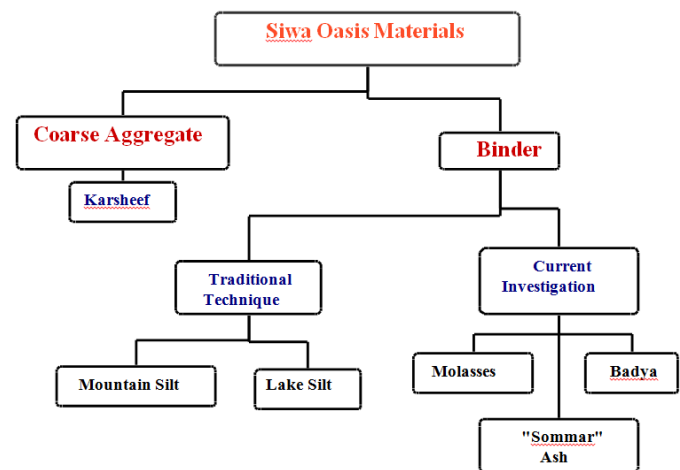 Siwa Oasis Materials
Coarse Aggregate
Binder
Karsheef
Traditional
Technique
Current
Investigation
Mountain Silt
Lake Silt
Molasses
Badya
"Sommar"
Ash